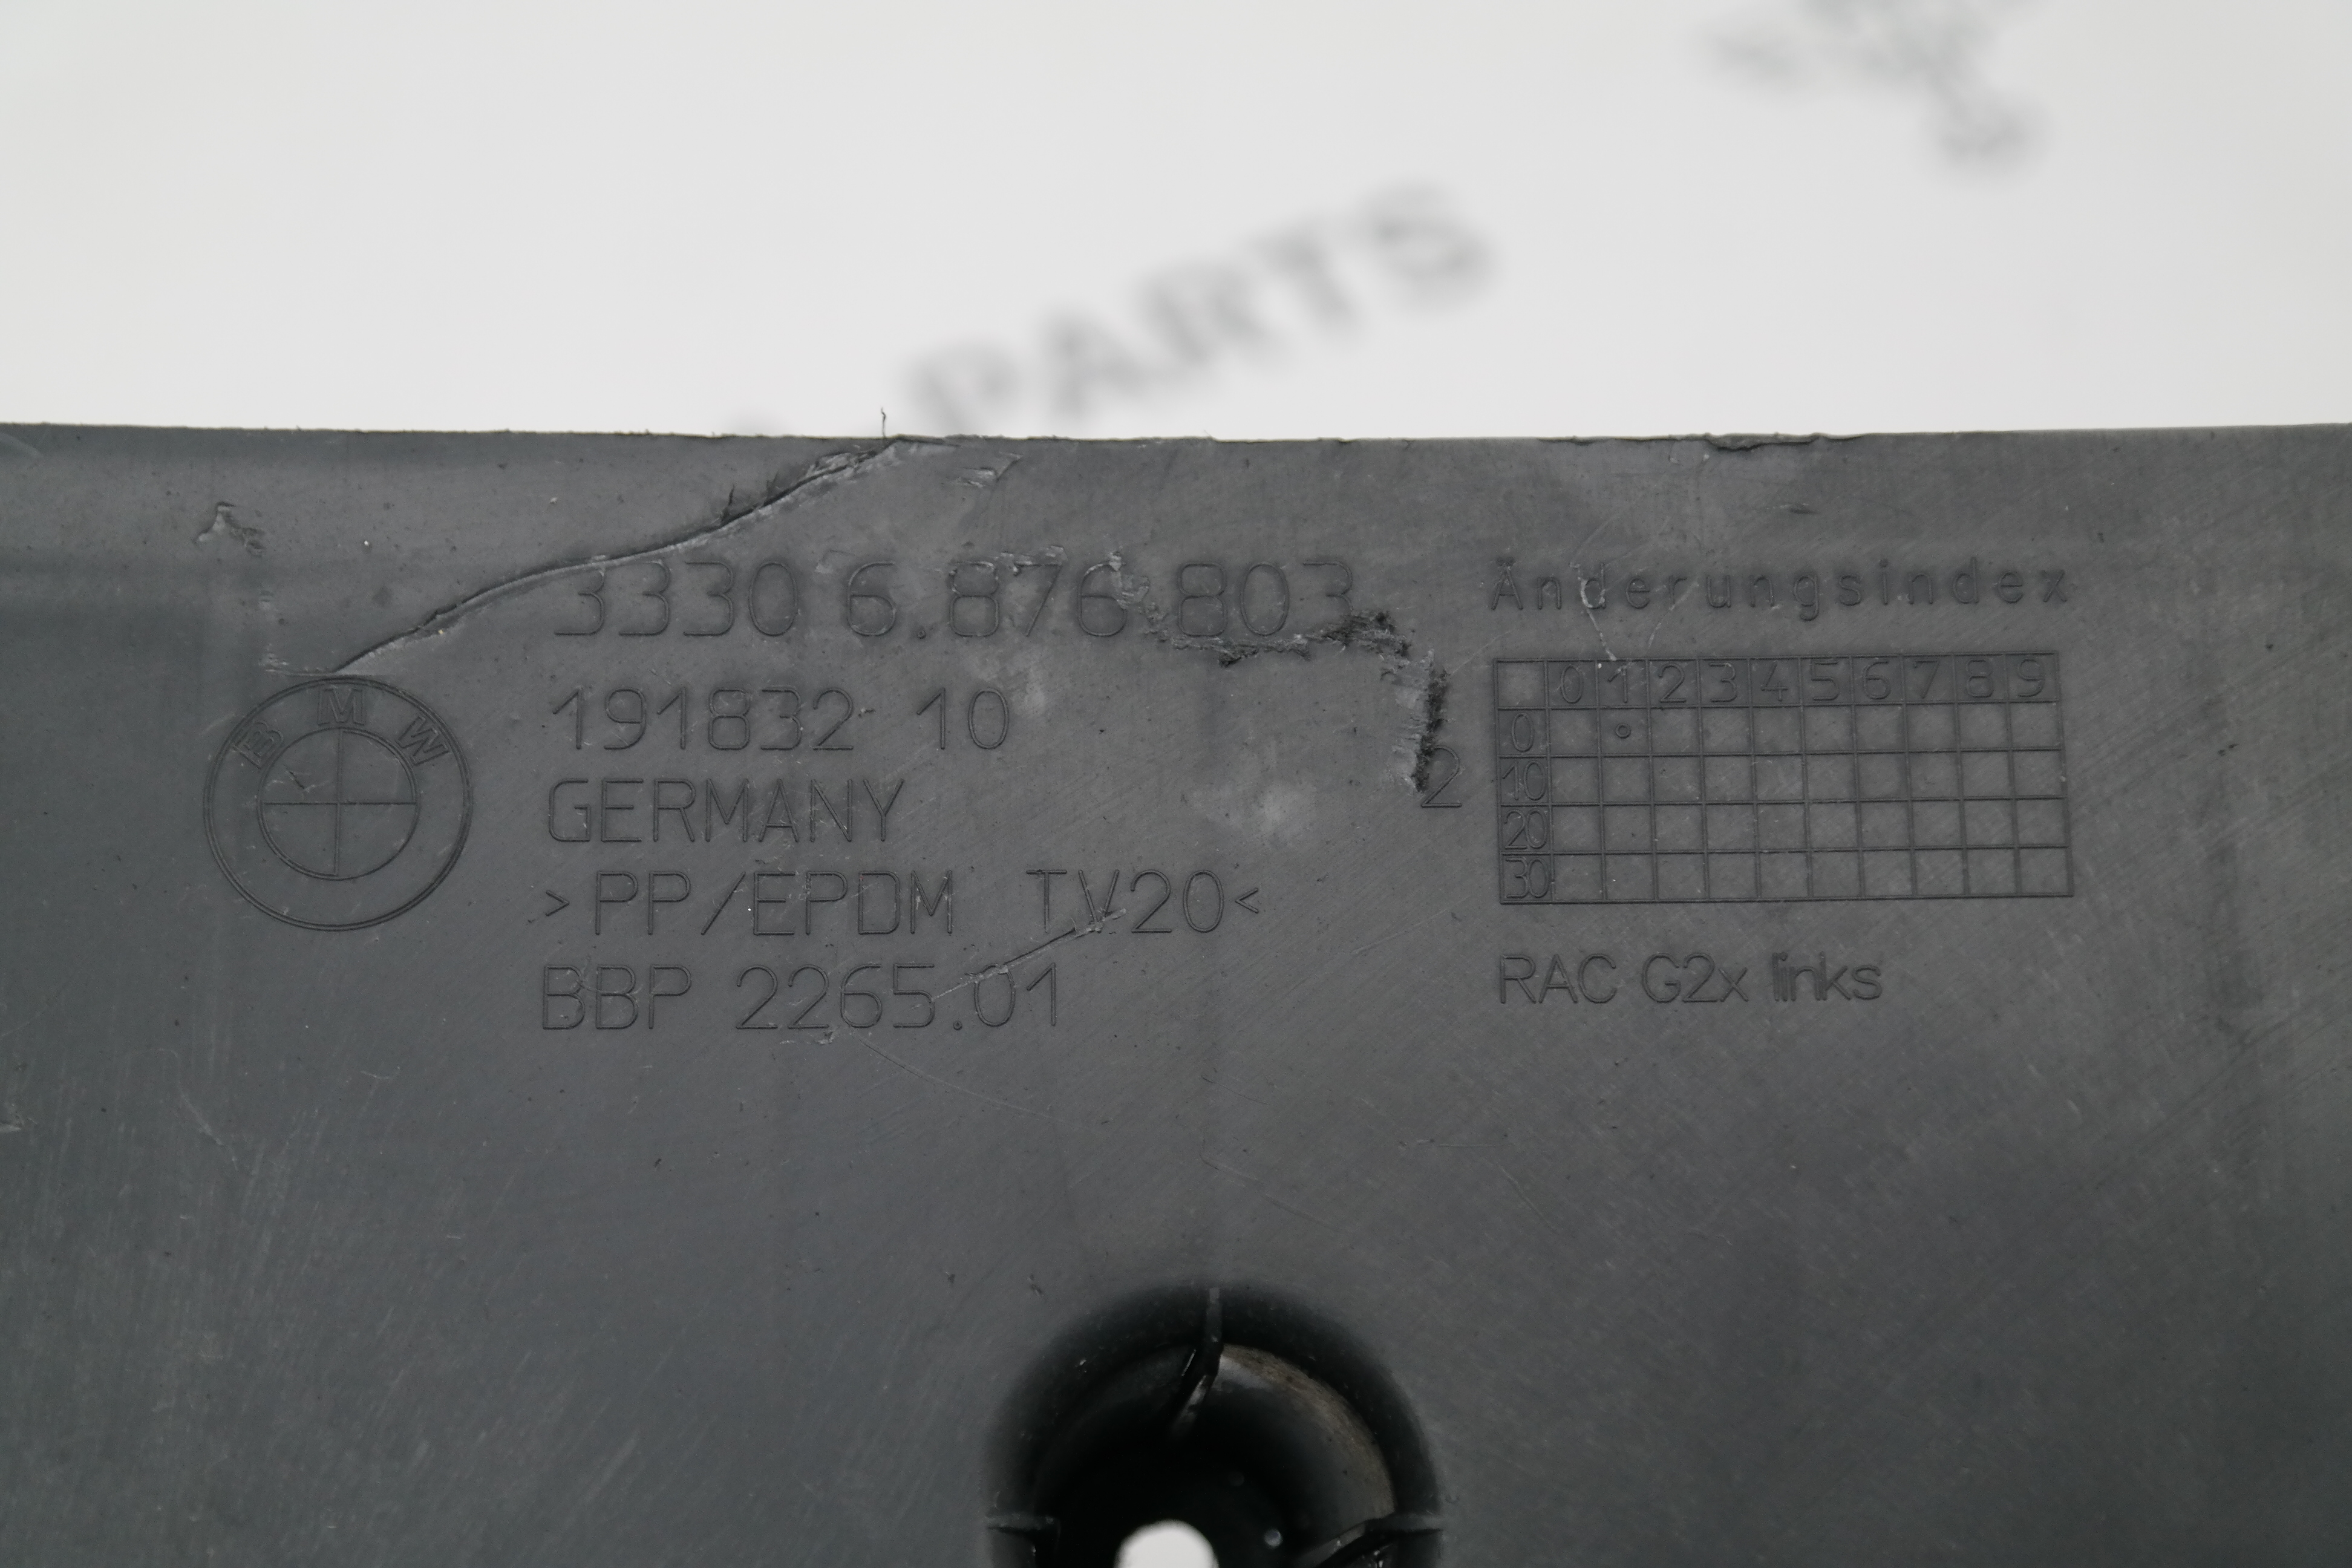 PARTS
3330 6.876 803
191832 10
GERMANY
>PP/EPDM TV20<
BBP 2265.01
BMW
2
Änderungsindex
0 1 2 3 4 5 6 7 8 9
0
10
20
30
RAC G2x links